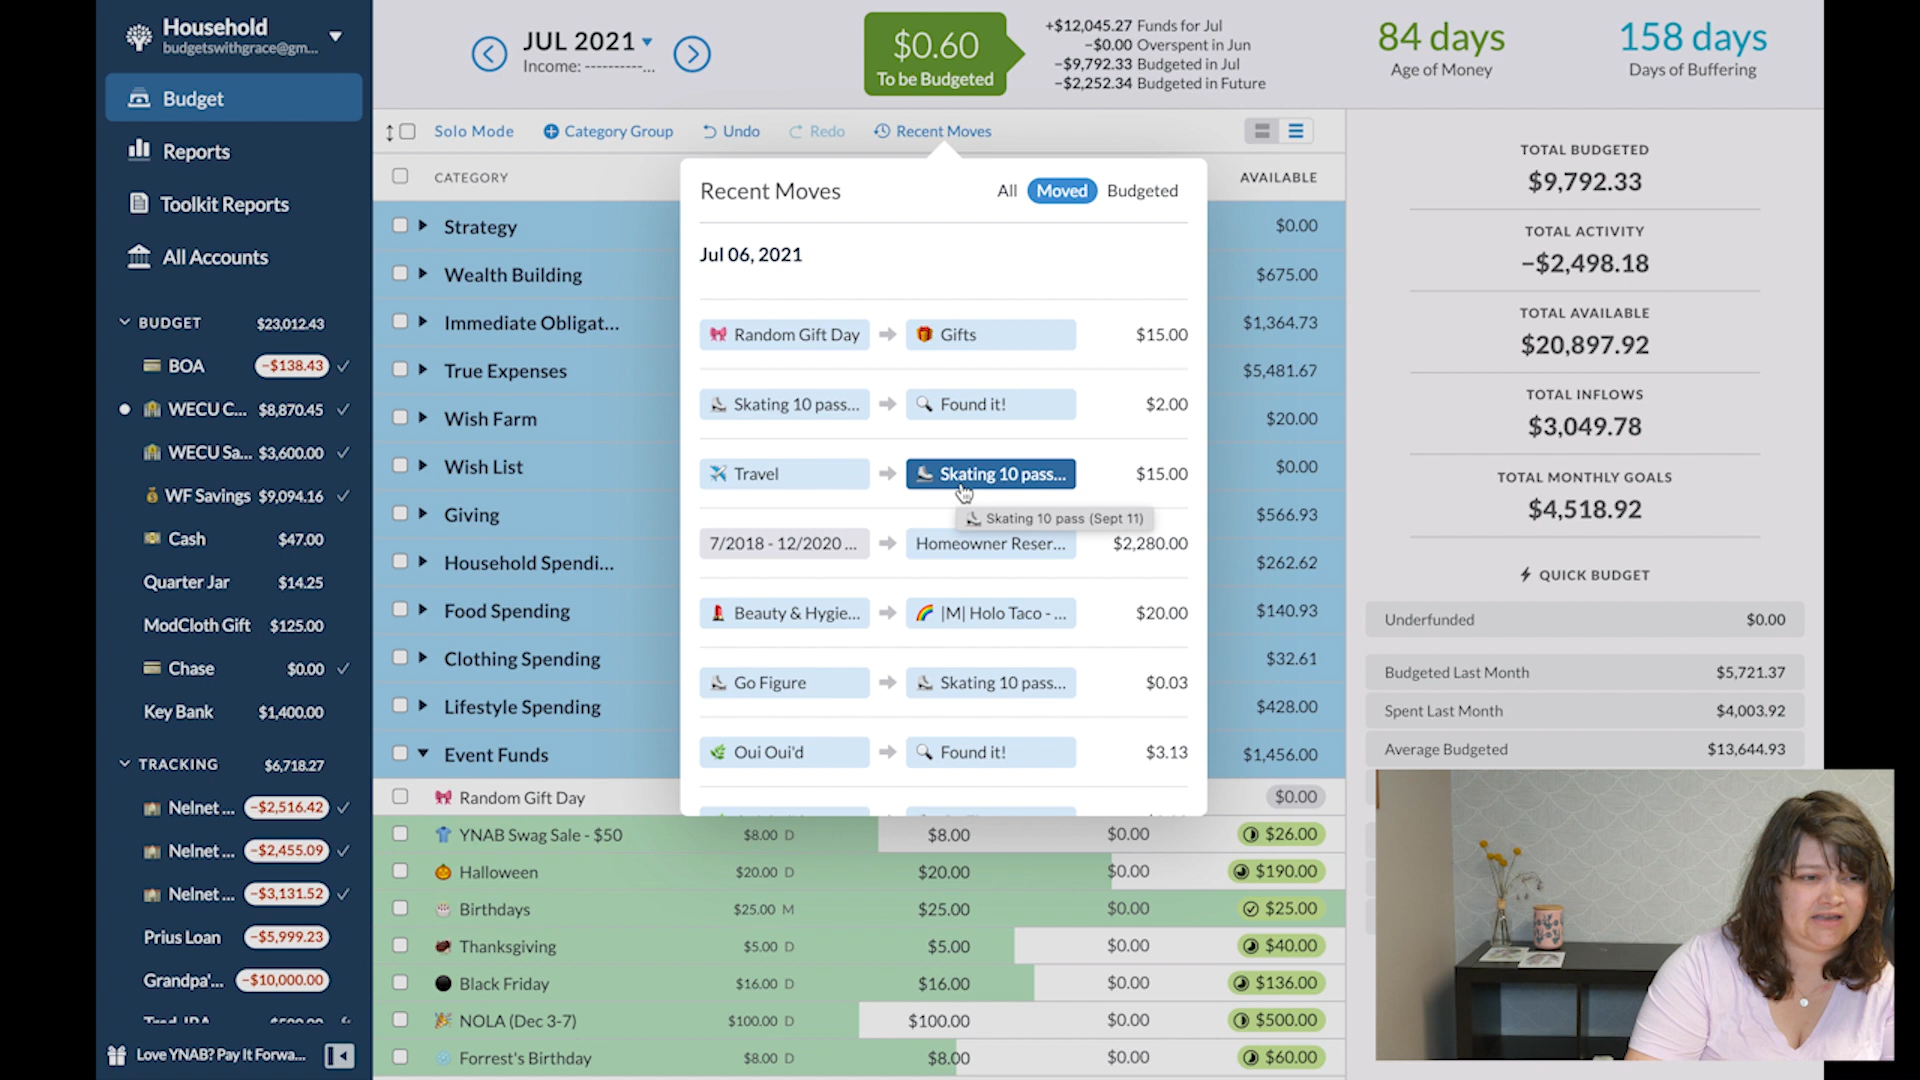 Household
budgetswithgrace@gm...
Budget
Reports
Toolkit Reports
All Accounts
BUDGET $23,012.43
BOA −$138.43
WECU C... $8,870.45
WECU Sa... $3,600.00
WF Savings $9,094.16
Cash $47.00
Quarter Jar $14.25
ModCloth Gift $125.00
Chase $0.00
Key Bank $1,400.00
TRACKING $6,718.27
Nelnet ... −$2,516.42
Nelnet ... −$2,455.09
Nelnet ... −$3,131.52
Prius Loan −$5,999.23
Grandpa'... −$10,000.00
Love YNAB? Pay It Forwa...
JUL 2021
Income: ----------...
$0.60
To be Budgeted
+$12,045.27 Funds for Jul
−$0.00 Overspent in Jun
−$9,792.33 Budgeted in Jul
−$2,252.34 Budgeted in Future
84 days
Age of Money
158 days
Days of Buffering
Solo Mode Category Group Undo Redo Recent Moves
CATEGORY AVAILABLE
Strategy $0.00
Wealth Building $675.00
Immediate Obligat... $1,364.73
True Expenses $5,481.67
Wish Farm $20.00
Wish List $0.00
Giving $566.93
Household Spendi... $262.62
Food Spending $140.93
Clothing Spending $32.61
Lifestyle Spending $428.00
Event Funds $1,456.00
Random Gift Day $0.00
YNAB Swag Sale - $50 $8.00 D $8.00 $0.00 $26.00
Halloween $20.00 D $20.00 $0.00 $190.00
Birthdays $25.00 M $25.00 $0.00 $25.00
Thanksgiving $5.00 D $5.00 $0.00 $40.00
Black Friday $16.00 D $16.00 $0.00 $136.00
NOLA (Dec 3-7) $100.00 D $100.00 $0.00 $500.00
Forrest's Birthday $8.00 D $8.00 $0.00 $60.00
Recent Moves All Moved Budgeted
Jul 06, 2021
Random Gift Day Gifts $15.00
Skating 10 pass... Found it! $2.00
Travel Skating 10 pass... $15.00
Skating 10 pass (Sept 11)
7/2018 - 12/2020 ... Homeowner Reser... $2,280.00
Beauty & Hygie... |M| Holo Taco - ... $20.00
Go Figure Skating 10 pass... $0.03
Oui Oui'd Found it! $3.13
TOTAL BUDGETED
$9,792.33
TOTAL ACTIVITY
−$2,498.18
TOTAL AVAILABLE
$20,897.92
TOTAL INFLOWS
$3,049.78
TOTAL MONTHLY GOALS
$4,518.92
QUICK BUDGET
Underfunded $0.00
Budgeted Last Month $5,721.37
Spent Last Month $4,003.92
Average Budgeted $13,644.93